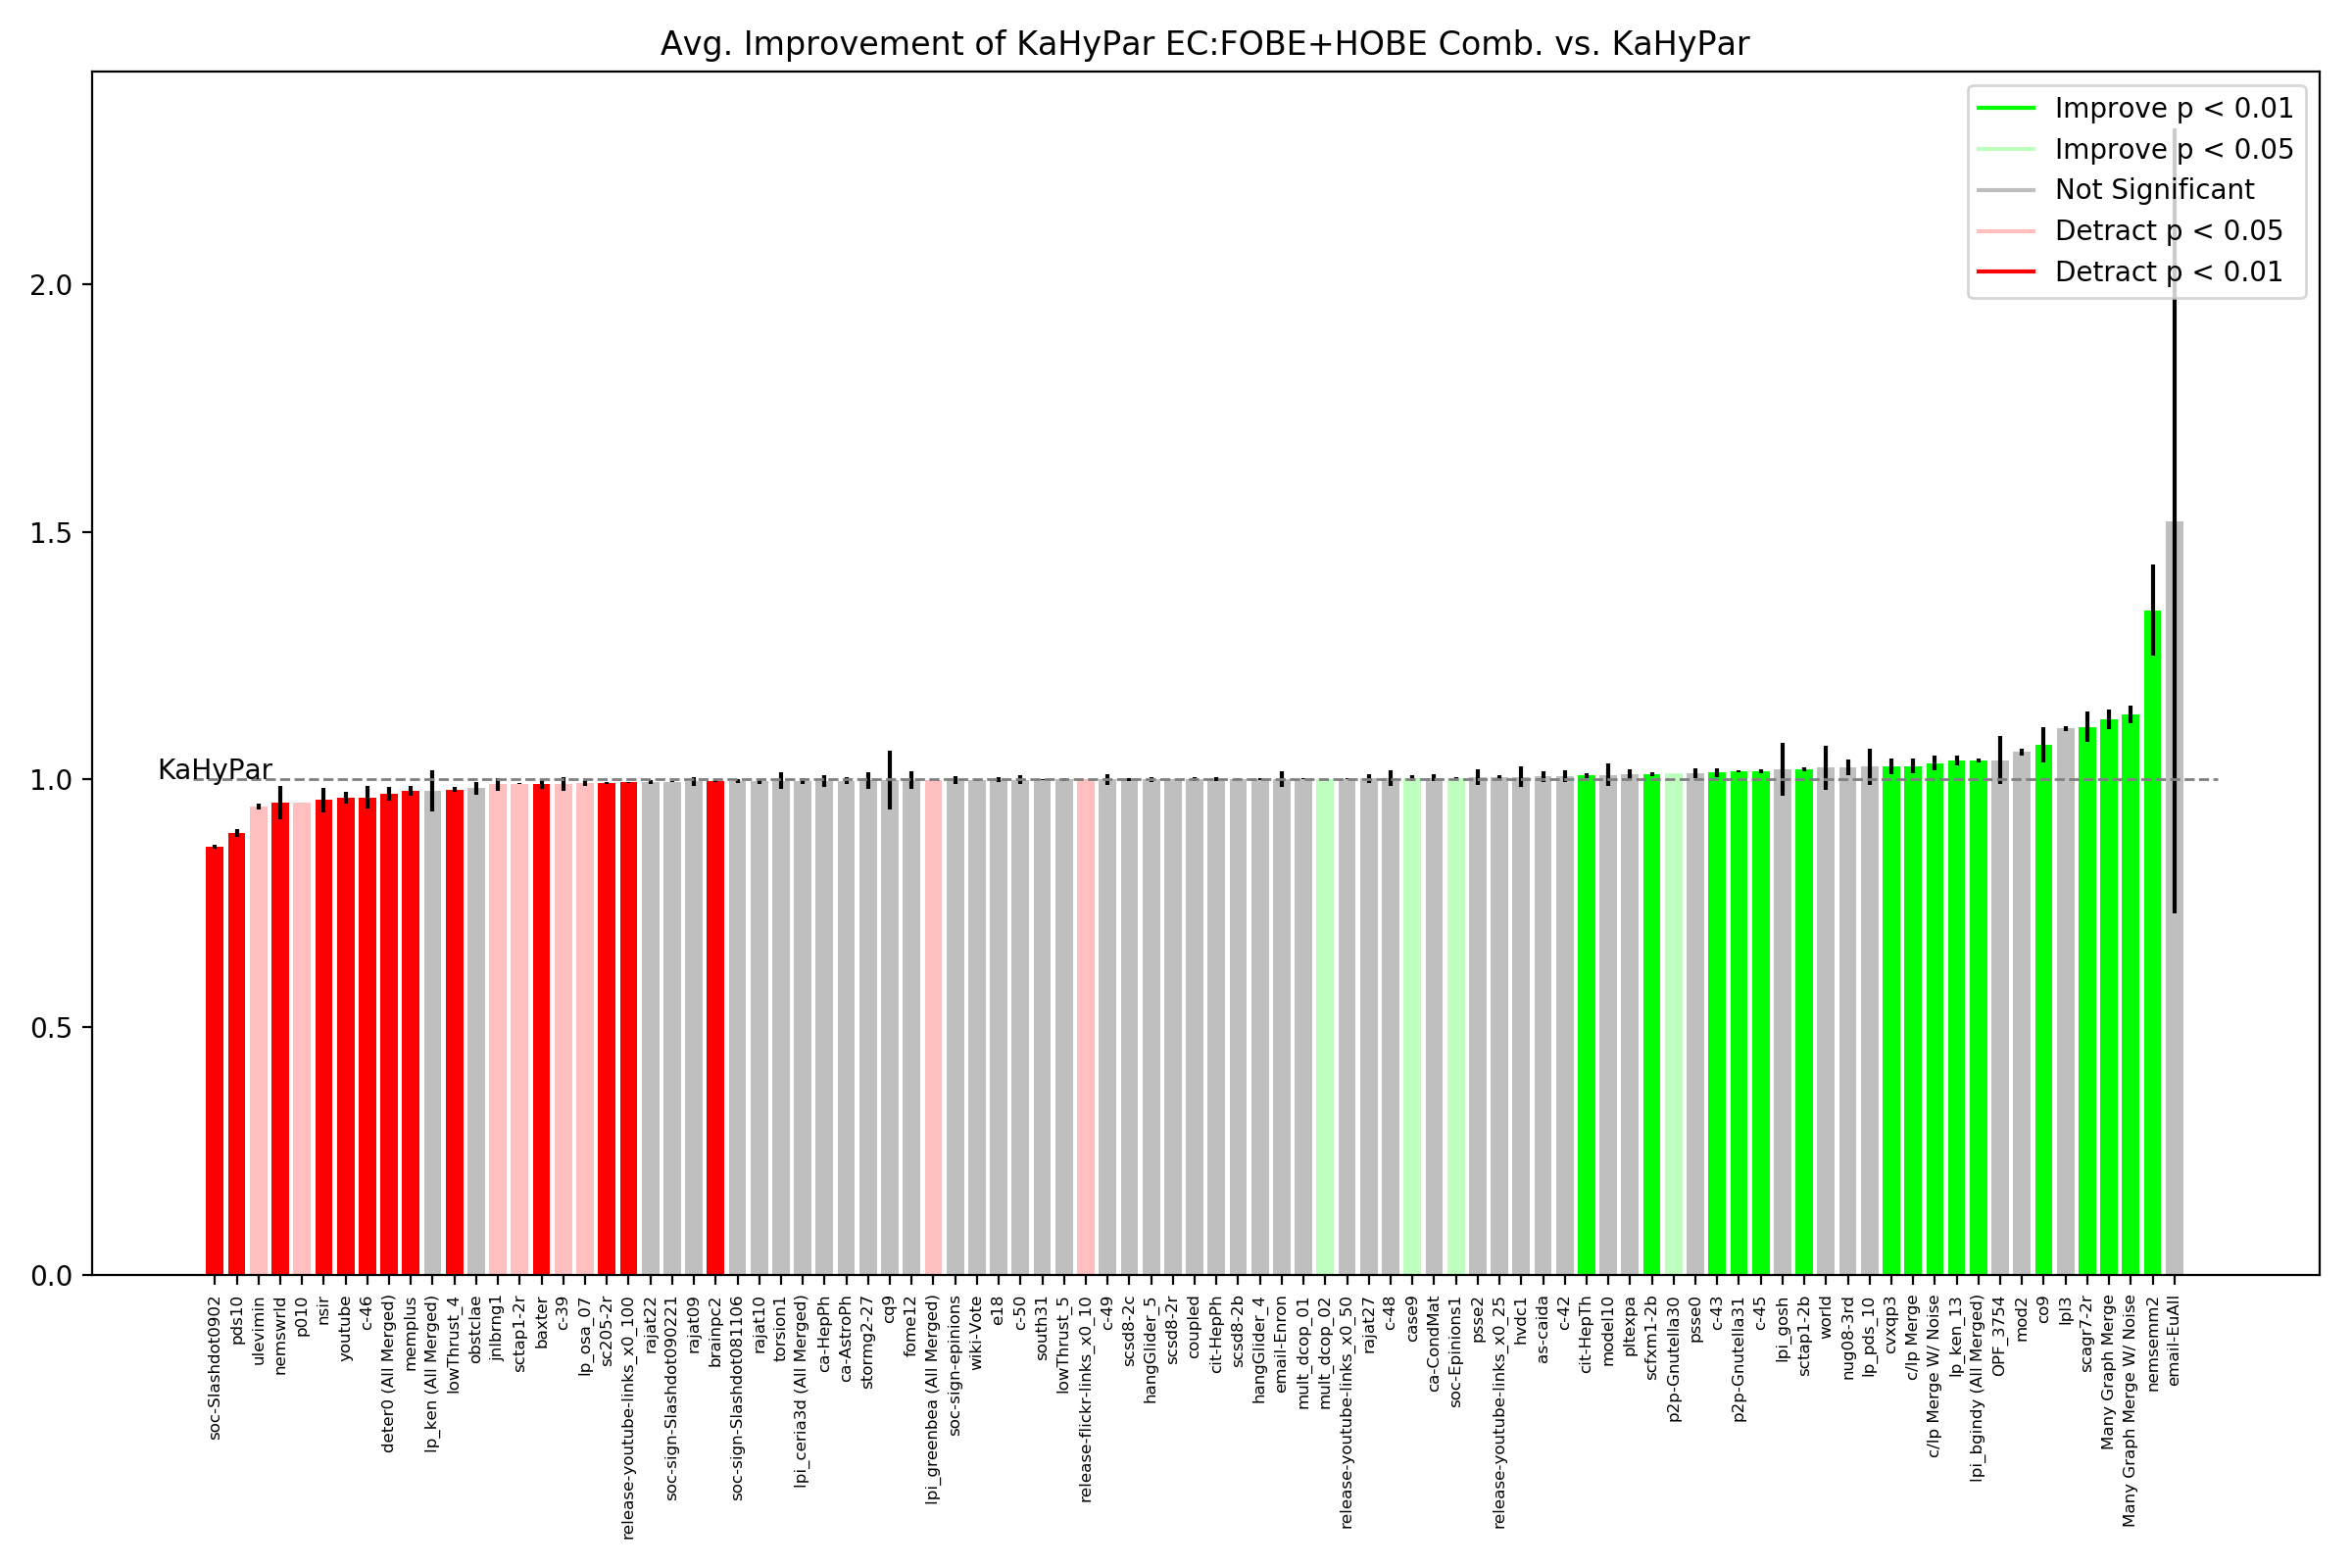 Avg. Improvement of KaHyPar EC:FOBE+HOBE Comb. vs. KaHyPar
Improve p < 0.01
Improve p < 0.05
Not Significant
Detract p < 0.05
Detract p < 0.01
2.0
1.5
1.0
0.5
0.0
KaHyPar
soc-Slashdot0902
pds10
ulevimin
nemswrld
p010
nsir
youtube
c-46
deter0 (All Merged)
memplus
lp_ken (All Merged)
lowThrust_4
obstclae
jnlbrng1
sctap1-2r
baxter
c-39
lp_osa_07
sc205-2r
release-youtube-links_x0_100
rajat22
soc-sign-Slashdot090221
rajat09
brainpc2
soc-sign-Slashdot081106
rajat10
torsion1
lpi_ceria3d (All Merged)
ca-HepPh
ca-AstroPh
stormg2-27
cq9
fome12
lpi_greenbea (All Merged)
soc-sign-epinions
wiki-Vote
e18
c-50
south31
lowThrust_5
release-flickr-links_x0_10
c-49
scsd8-2c
hangGlider_5
scsd8-2r
coupled
cit-HepPh
scsd8-2b
hangGlider_4
email-Enron
mult_dcop_01
mult_dcop_02
release-youtube-links_x0_50
rajat27
c-48
case9
ca-CondMat
soc-Epinions1
psse2
release-youtube-links_x0_25
hvdc1
as-caida
c-42
cit-HepTh
model10
pltexpa
scfxm1-2b
p2p-Gnutella30
psse0
c-43
p2p-Gnutella31
c-45
lpi_gosh
sctap1-2b
world
nug08-3rd
lp_pds_10
cvxqp3
c/lp Merge
c/lp Merge W/ Noise
lp_ken_13
lpi_bgindy (All Merged)
OPF_3754
mod2
co9
lpl3
scagr7-2r
Many Graph Merge
Many Graph Merge W/ Noise
nemsemm2
email-EuAll